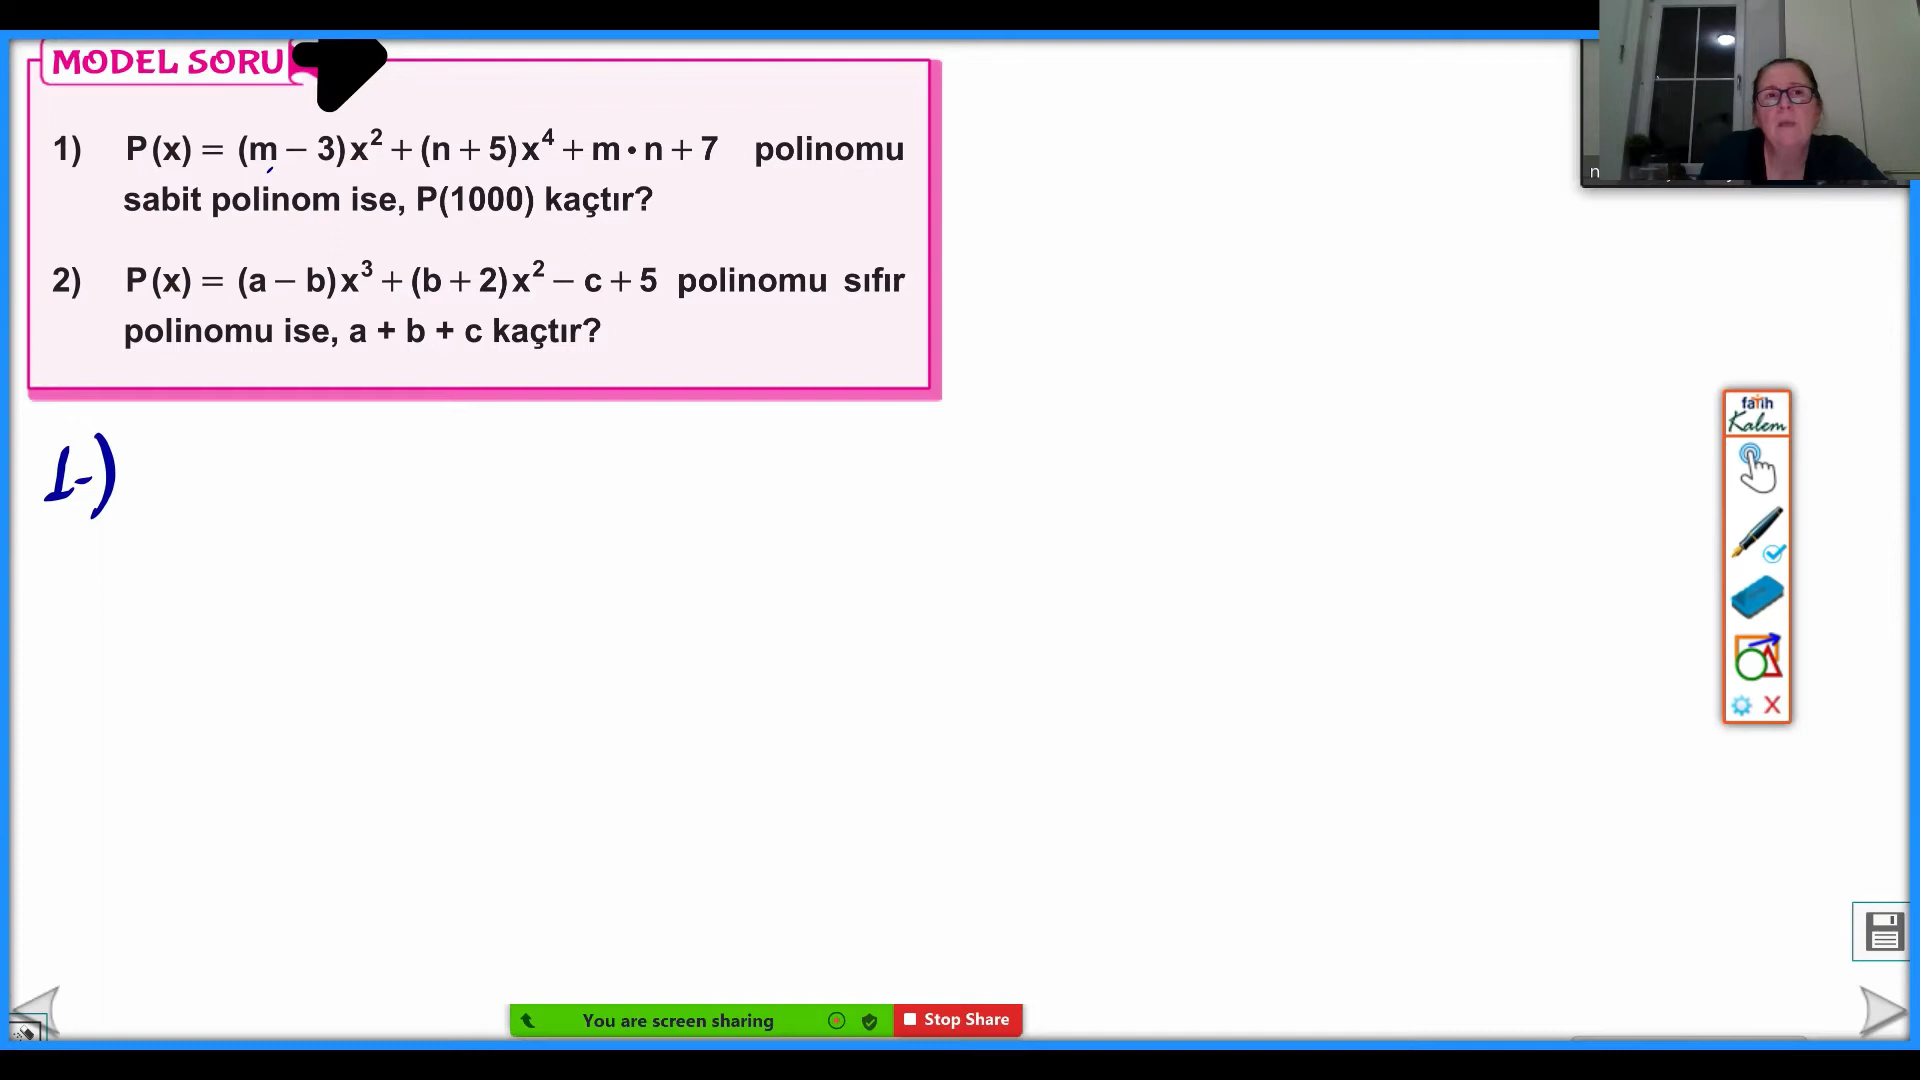 MODEL SORU
1) P(x) = (m − 3)x² + (n + 5)x⁴ + m · n + 7 polinomu
sabit polinom ise, P(1000) kaçtır?
2) P(x) = (a − b)x³ + (b + 2)x² − c + 5 polinomu sıfır
polinomu ise, a + b + c kaçtır?
1-)
fatih
Kalem
You are screen sharing
Stop Share